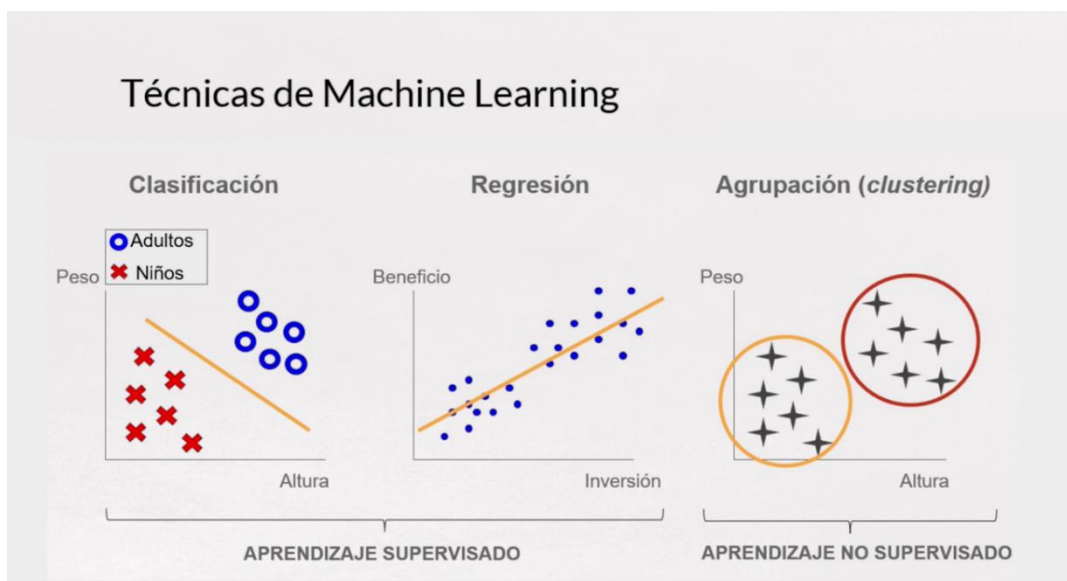 Técnicas de Machine Learning
Clasificación
Adultos
Niños
Peso
Altura
Regresión
Beneficio
Inversión
Agrupación (clustering)
Peso
Altura
APRENDIZAJE SUPERVISADO
APRENDIZAJE NO SUPERVISADO